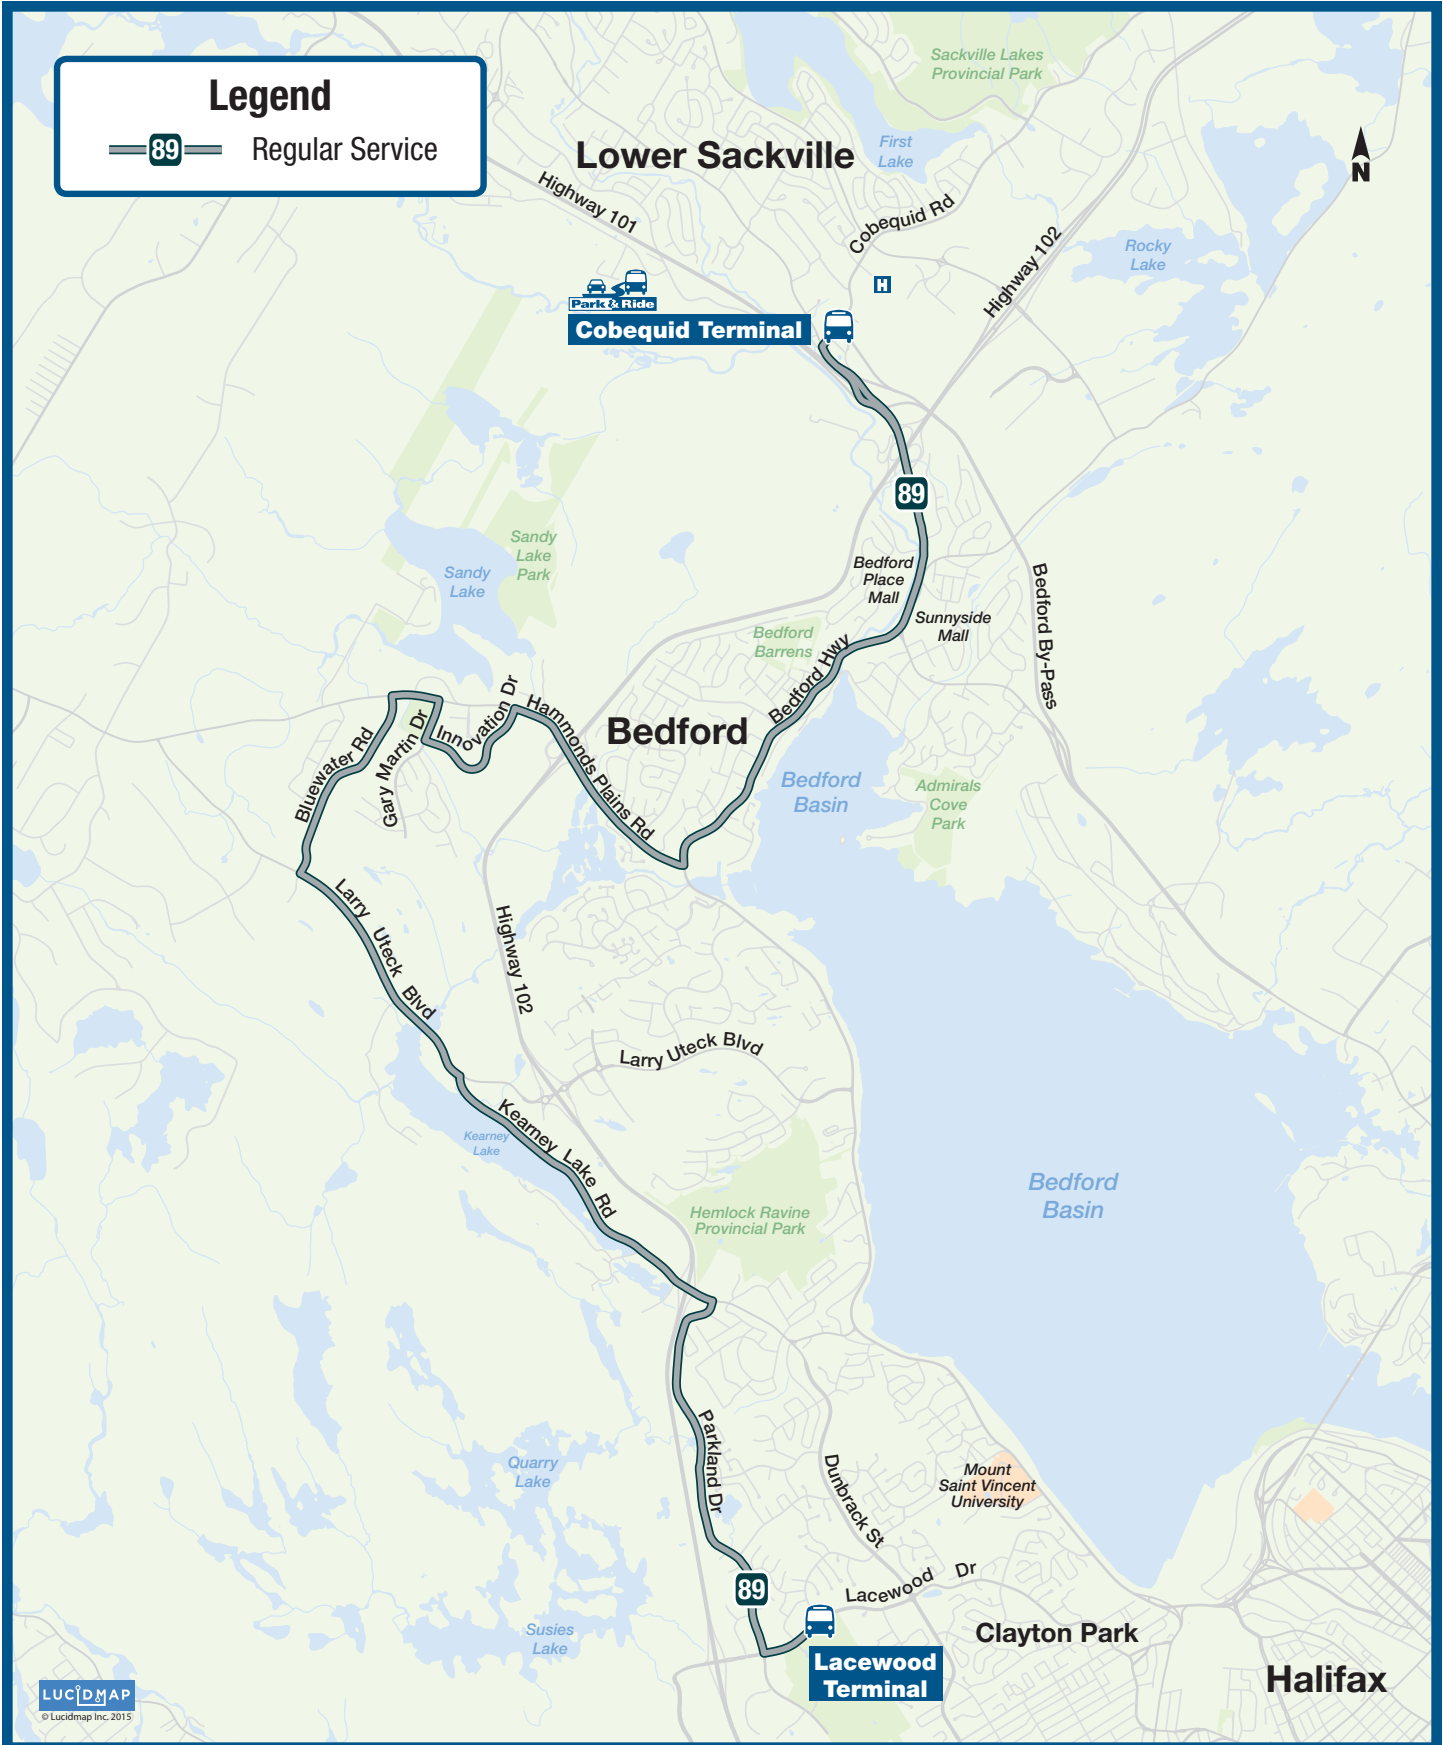 Legend
89 Regular Service
Sackville Lakes
Provincial Park
Lower Sackville
First
Lake
N
Highway 101
Cobequid Rd
Highway 102
Rocky
Lake
H
Park & Ride
Cobequid Terminal
89
Sandy
Lake
Park
Sandy
Lake
Bedford
Place
Mall
Sunnyside
Mall
Bedford By-Pass
Bedford
Barrens
Bedford Hwy
Innovation Dr
Hammonds Plains Rd
Bedford
Bluewater Rd
Gary Martin Dr
Bedford
Basin
Admirals
Cove
Park
Larry Uteck Blvd
Highway 102
Larry Uteck Blvd
Kearney
Lake
Kearney Lake Rd
Bedford
Basin
Hemlock Ravine
Provincial Park
Parkland Dr
Dunbrack St
Quarry
Lake
Mount
Saint Vincent
University
89
Lacewood Dr
Susies
Lake
Clayton Park
Lacewood
Terminal
Halifax
LUCIDMAP
© Lucidmap Inc. 2015